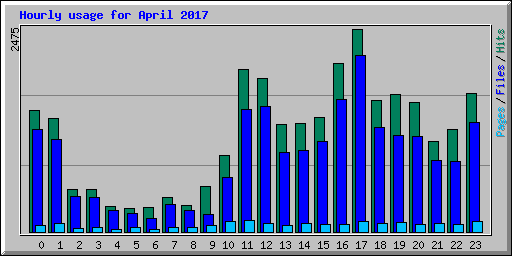 Hourly usage for April 2017
2475
Pages/Files/Hits
0 1 2 3 4 5 6 7 8 9 10 11 12 13 14 15 16 17 18 19 20 21 22 23